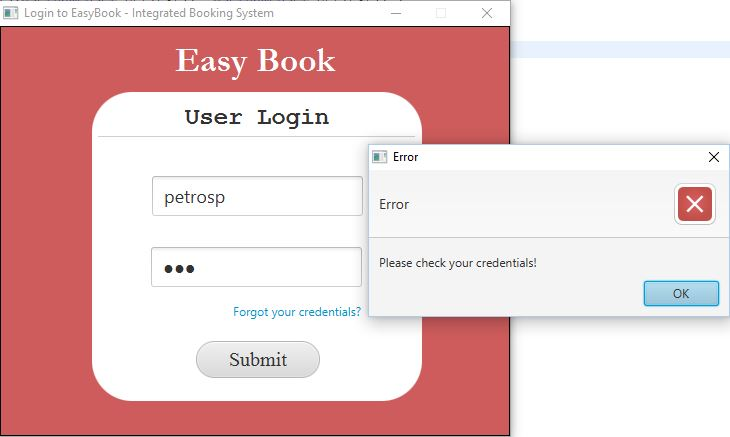 Login to EasyBook - Integrated Booking System
Easy Book
User Login
petrosp
Forgot your credentials?
Submit
Error
Error
Please check your credentials!
OK